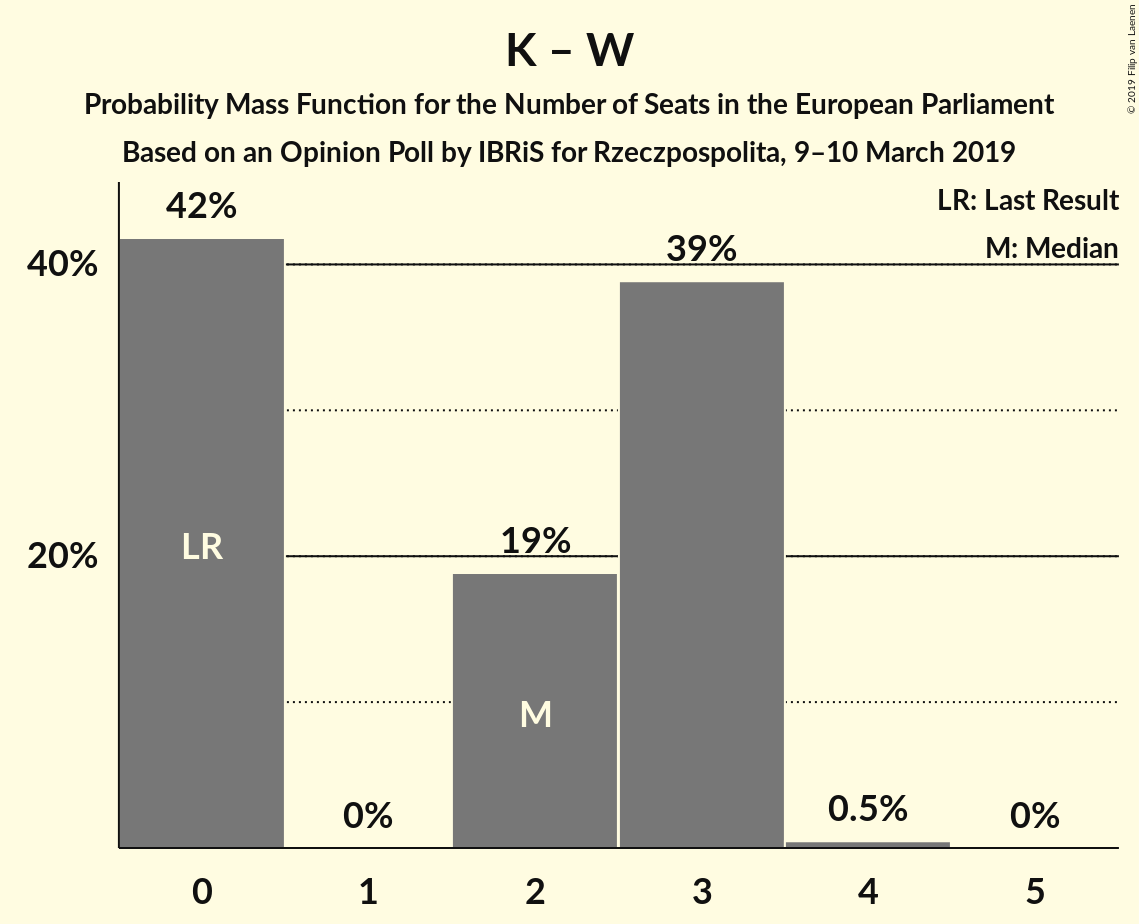 K – W
Probability Mass Function for the Number of Seats in the European Parliament
Based on an Opinion Poll by IBRiS for Rzeczpospolita, 9–10 March 2019
© 2019 Filip van Laenen
LR: Last Result
M: Median
42%
39%
40%
LR
19%
20%
M
0%
0.5%
0%
0 1 2 3 4 5